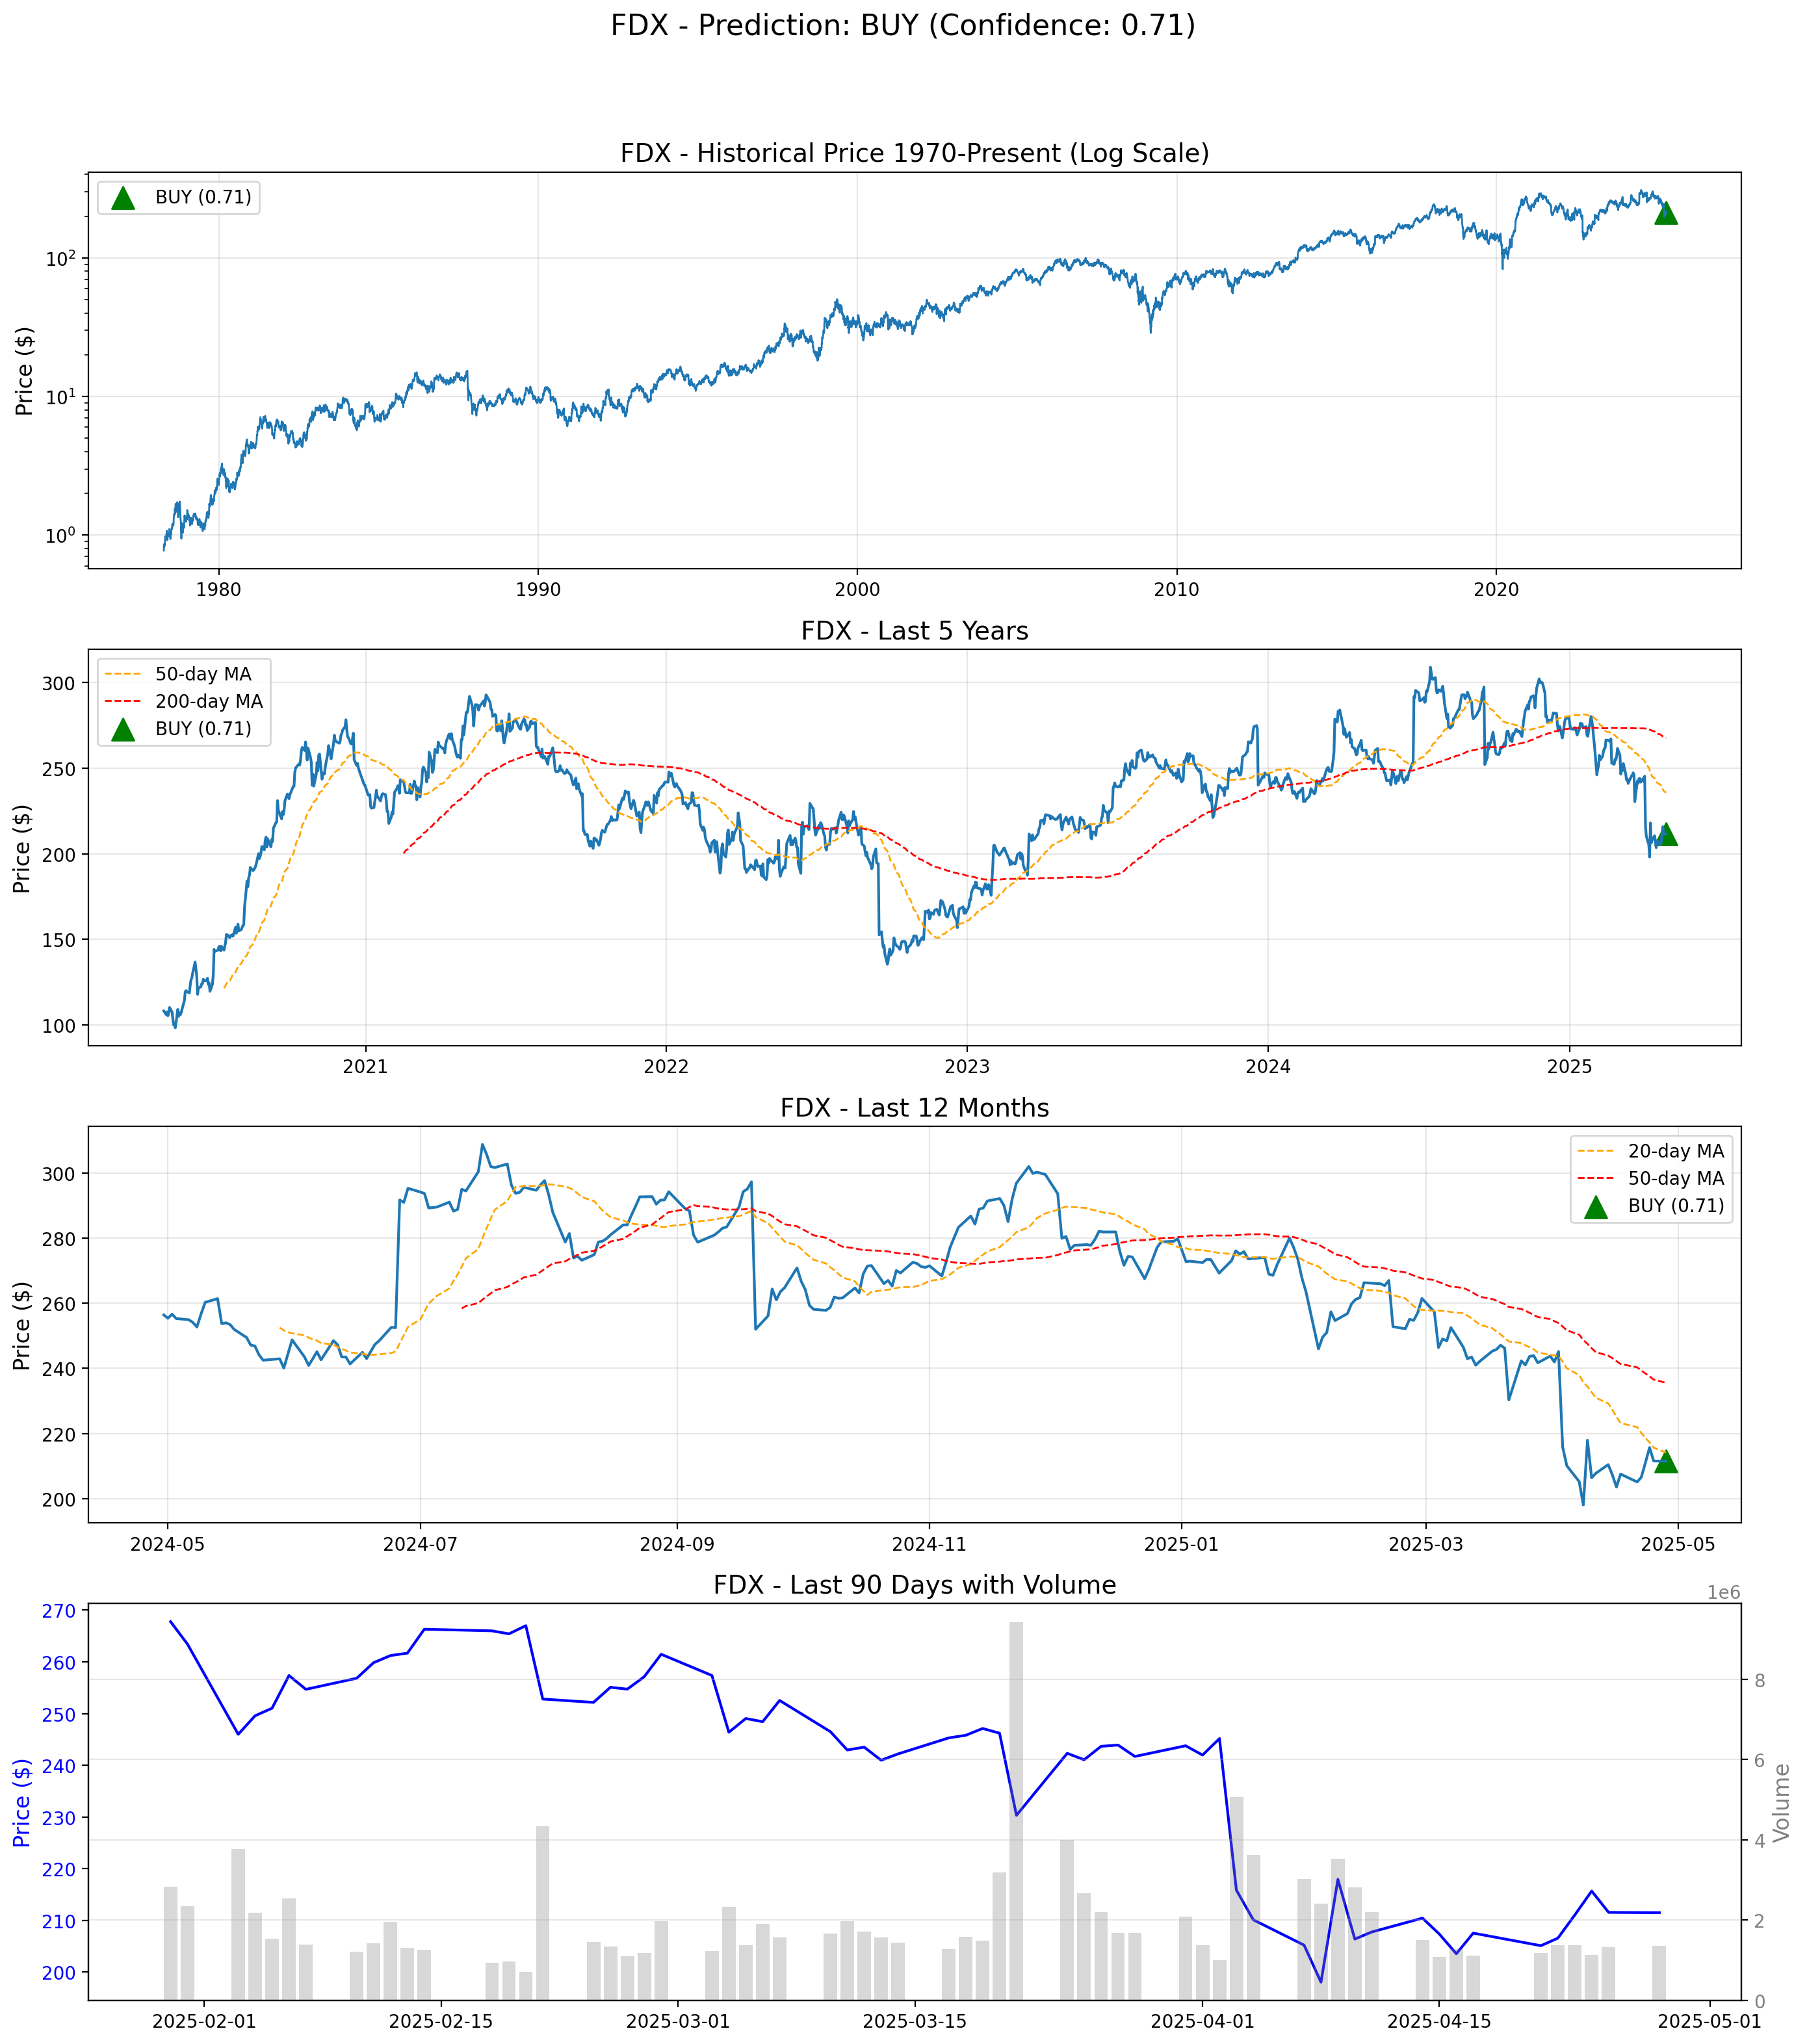 FDX - Prediction: BUY (Confidence: 0.71)
FDX - Historical Price 1970-Present (Log Scale)
BUY (0.71)
Price ($)
10²
10¹
10⁰
1980 1990 2000 2010 2020
FDX - Last 5 Years
50-day MA
200-day MA
BUY (0.71)
Price ($)
300
250
200
150
100
2021 2022 2023 2024 2025
FDX - Last 12 Months
20-day MA
50-day MA
BUY (0.71)
Price ($)
300
280
260
240
220
200
2024-05 2024-07 2024-09 2024-11 2025-01 2025-03 2025-05
FDX - Last 90 Days with Volume
1e6
Price ($)
270
260
250
240
230
220
210
200
8
6
4
2
0
Volume
2025-02-01 2025-02-15 2025-03-01 2025-03-15 2025-04-01 2025-04-15 2025-05-01